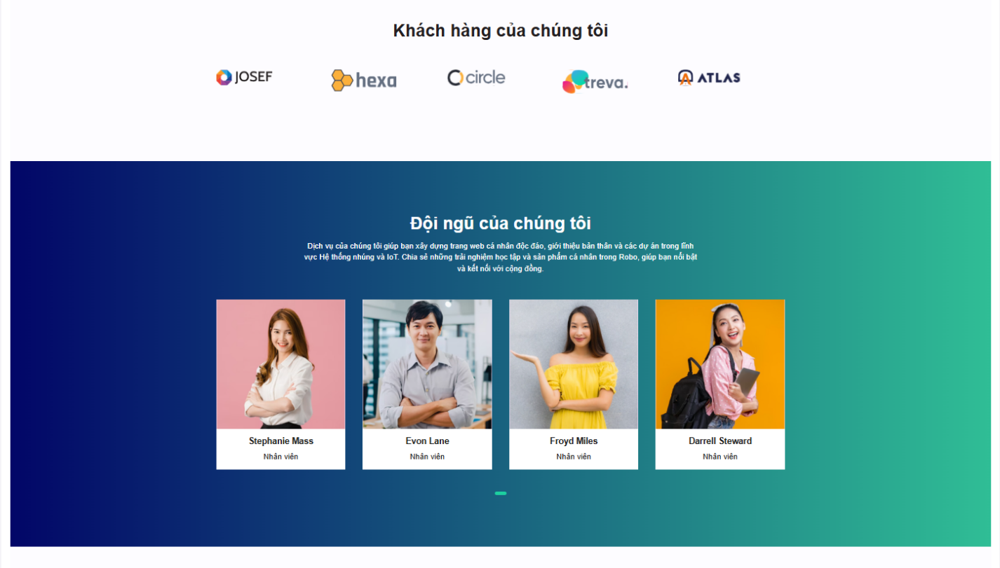 Khách hàng của chúng tôi
JOSEF
hexa
circle
treva.
ATLAS
Đội ngũ của chúng tôi
Dịch vụ của chúng tôi giúp bạn xây dựng trang web cá nhân độc đáo, giới thiệu bản thân và các dự án trong lĩnh
vực Hệ thống nhúng và IoT. Chia sẻ những trải nghiệm học tập và sản phẩm cá nhân trong Robo, giúp bạn nổi bật
và kết nối với cộng đồng.
Stephanie Mass
Evon Lane
Froyd Miles
Darrell Steward
Nhân viên
Nhân viên
Nhân viên
Nhân viên